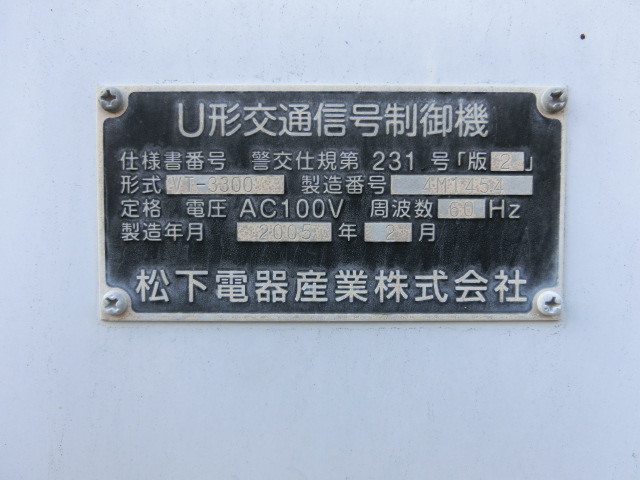 U形交通信号制御機
仕様書番号 警交仕規第 231 号「版 2 」
形式 VT-3300 製造番号 4M1454
定格 電圧 AC100V 周波数 60 Hz
製造年月 2005 年 2 月
松下電器産業株式会社